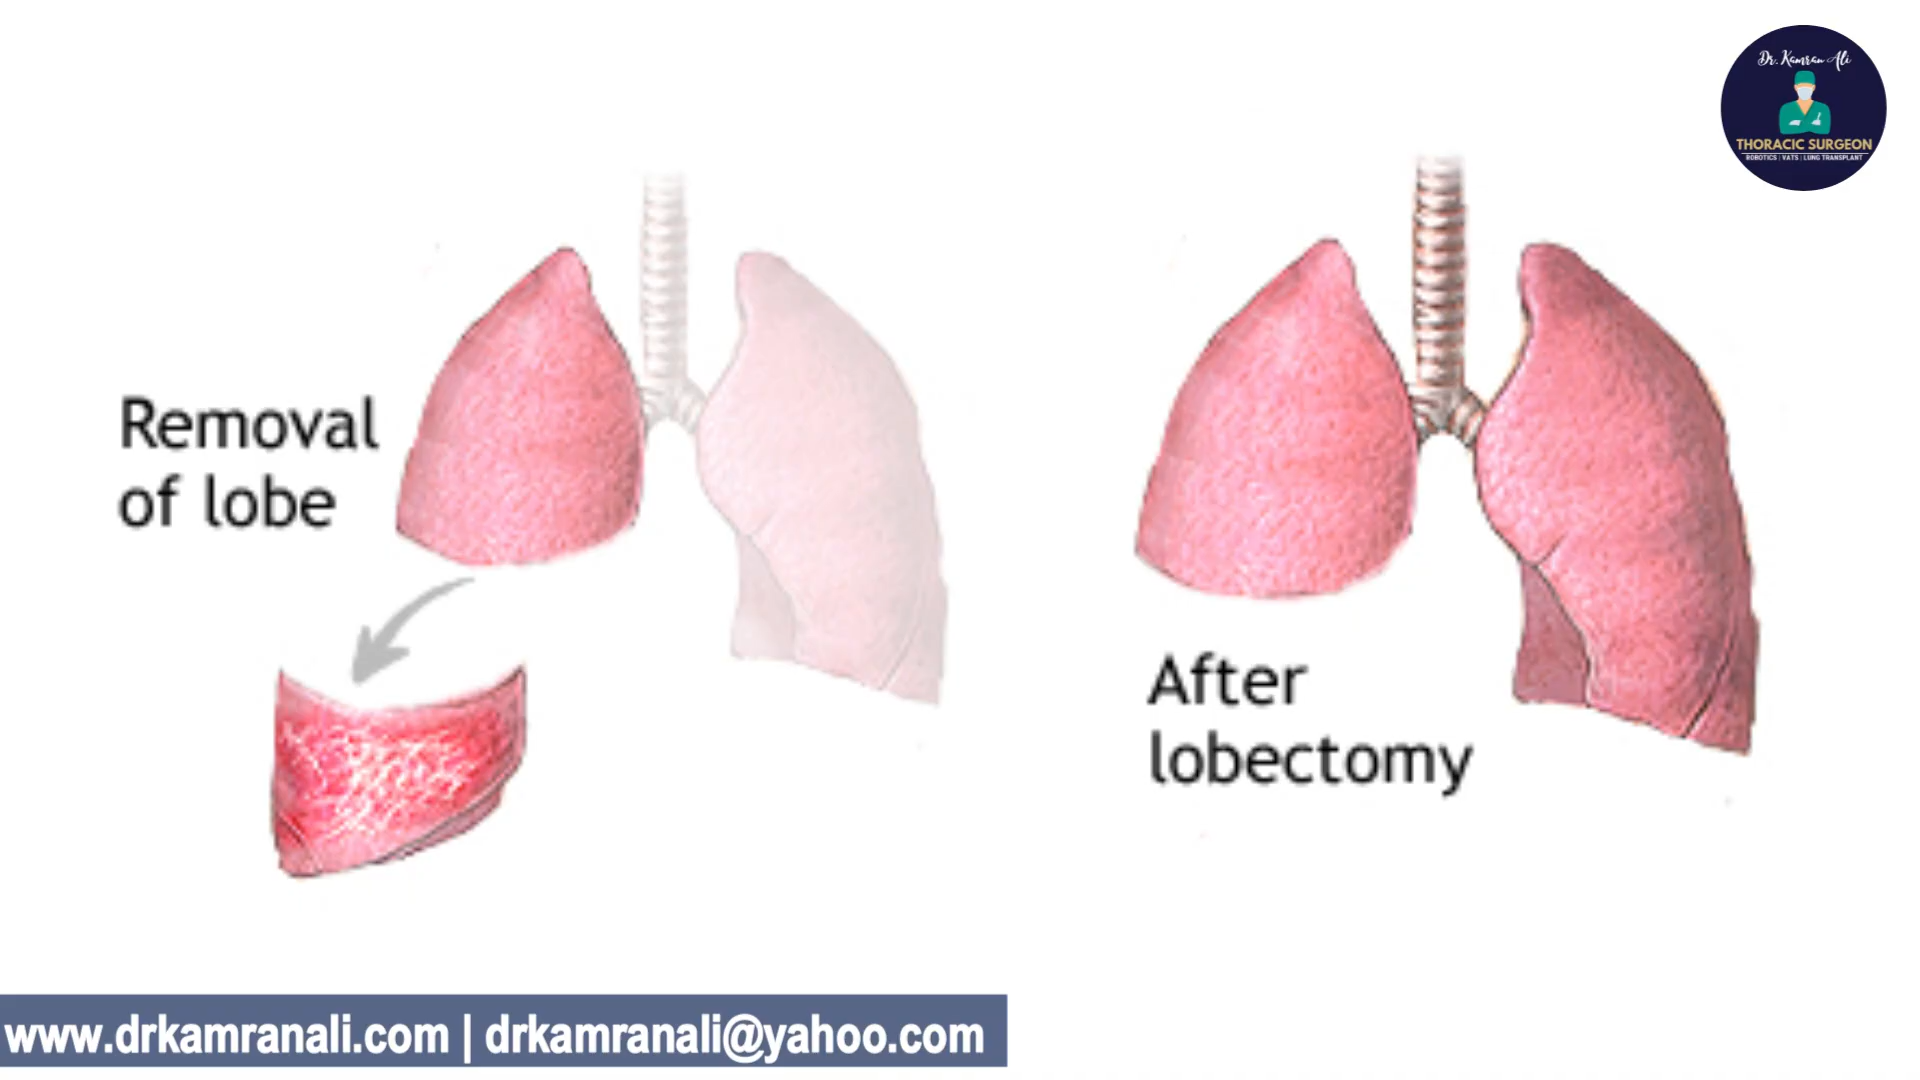 Dr. Kamran Ali
THORACIC SURGEON
ROBOTICS | VATS | LUNG TRANSPLANT
Removal
of lobe
After
lobectomy
www.drkamranali.com | drkamranali@yahoo.com